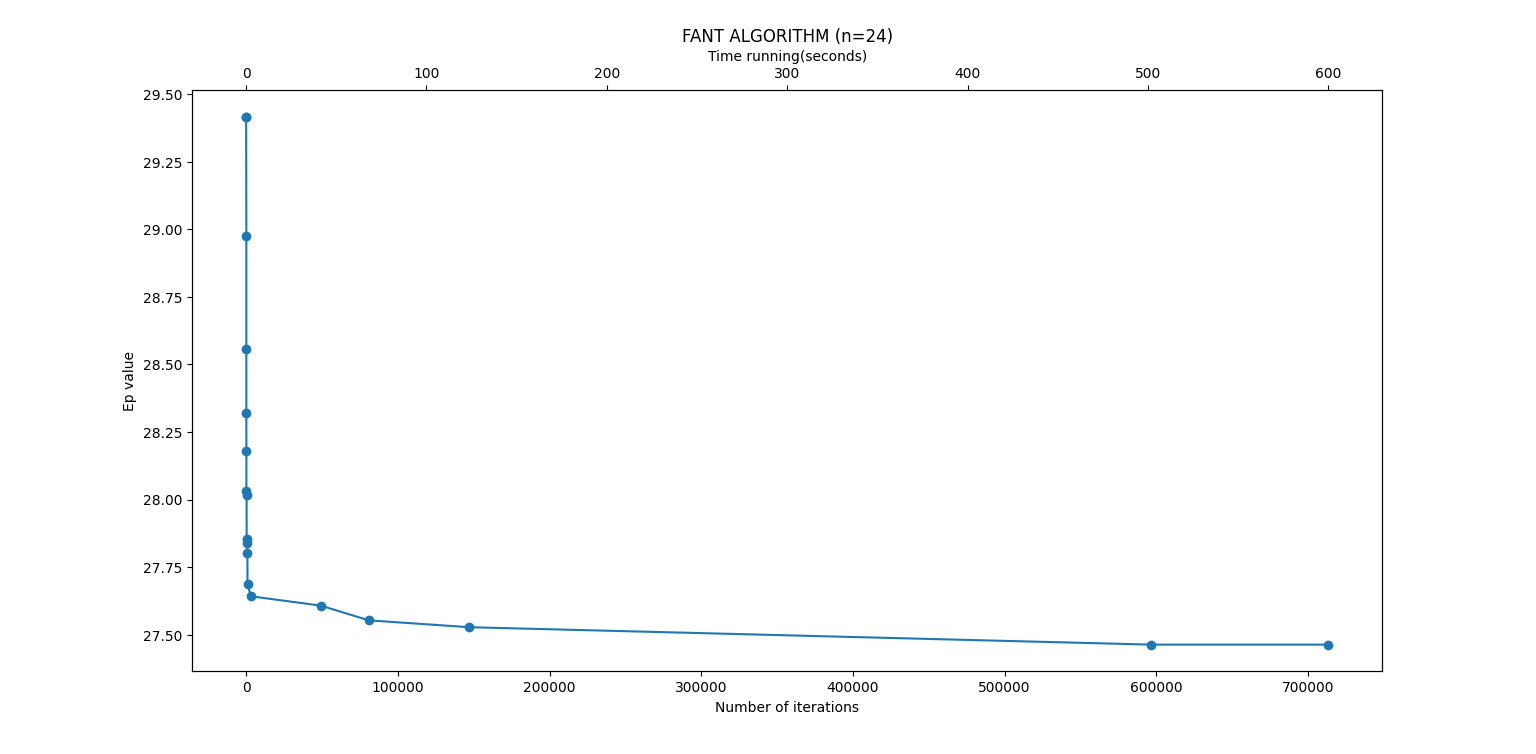 FANT ALGORITHM (n=24)
Time running(seconds)
0 100 200 300 400 500 600
29.50
29.25
29.00
28.75
28.50
28.25
28.00
27.75
27.50
Ep value
0 100000 200000 300000 400000 500000 600000 700000
Number of iterations